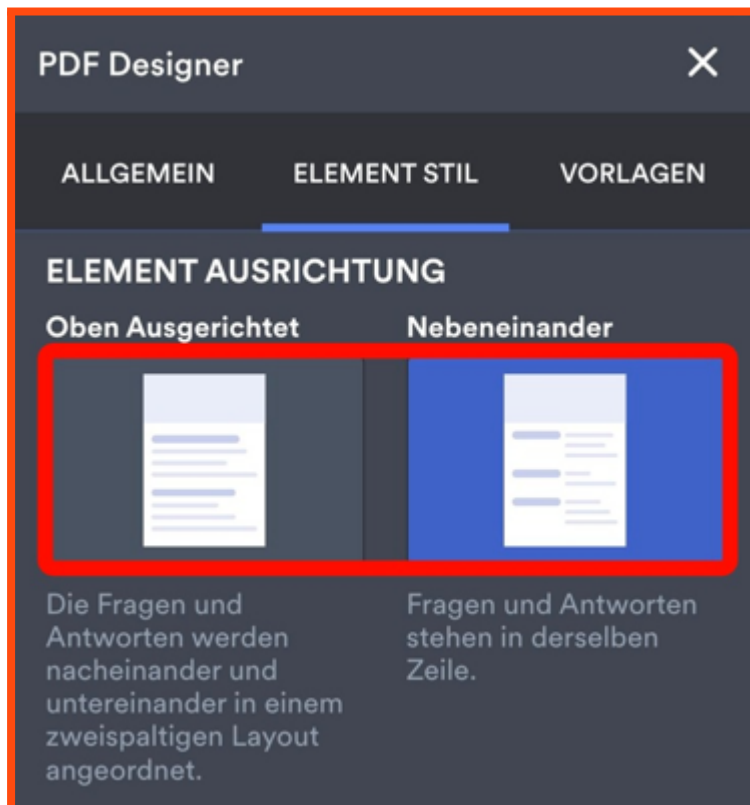 PDF Designer
ALLGEMEIN ELEMENT STIL VORLAGEN
ELEMENT AUSRICHTUNG
Oben Ausgerichtet
Die Fragen und
Antworten werden
nacheinander und
untereinander in einem
zweispaltigen Layout
angeordnet.
Nebeneinander
Fragen und Antworten
stehen in derselben
Zeile.